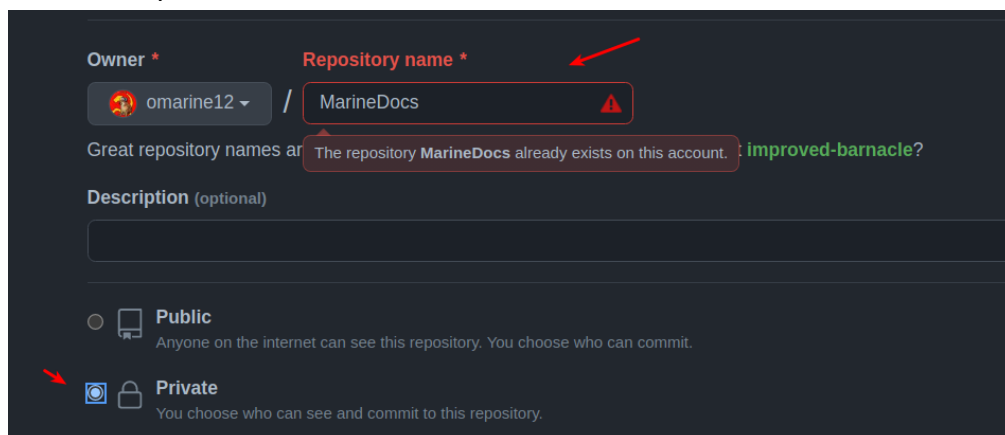 Owner *
Repository name *
omarine12 / MarineDocs
Great repository names ar
The repository MarineDocs already exists on this account.
improved-barnacle?
Description (optional)
Public
Anyone on the internet can see this repository. You choose who can commit.
Private
You choose who can see and commit to this repository.